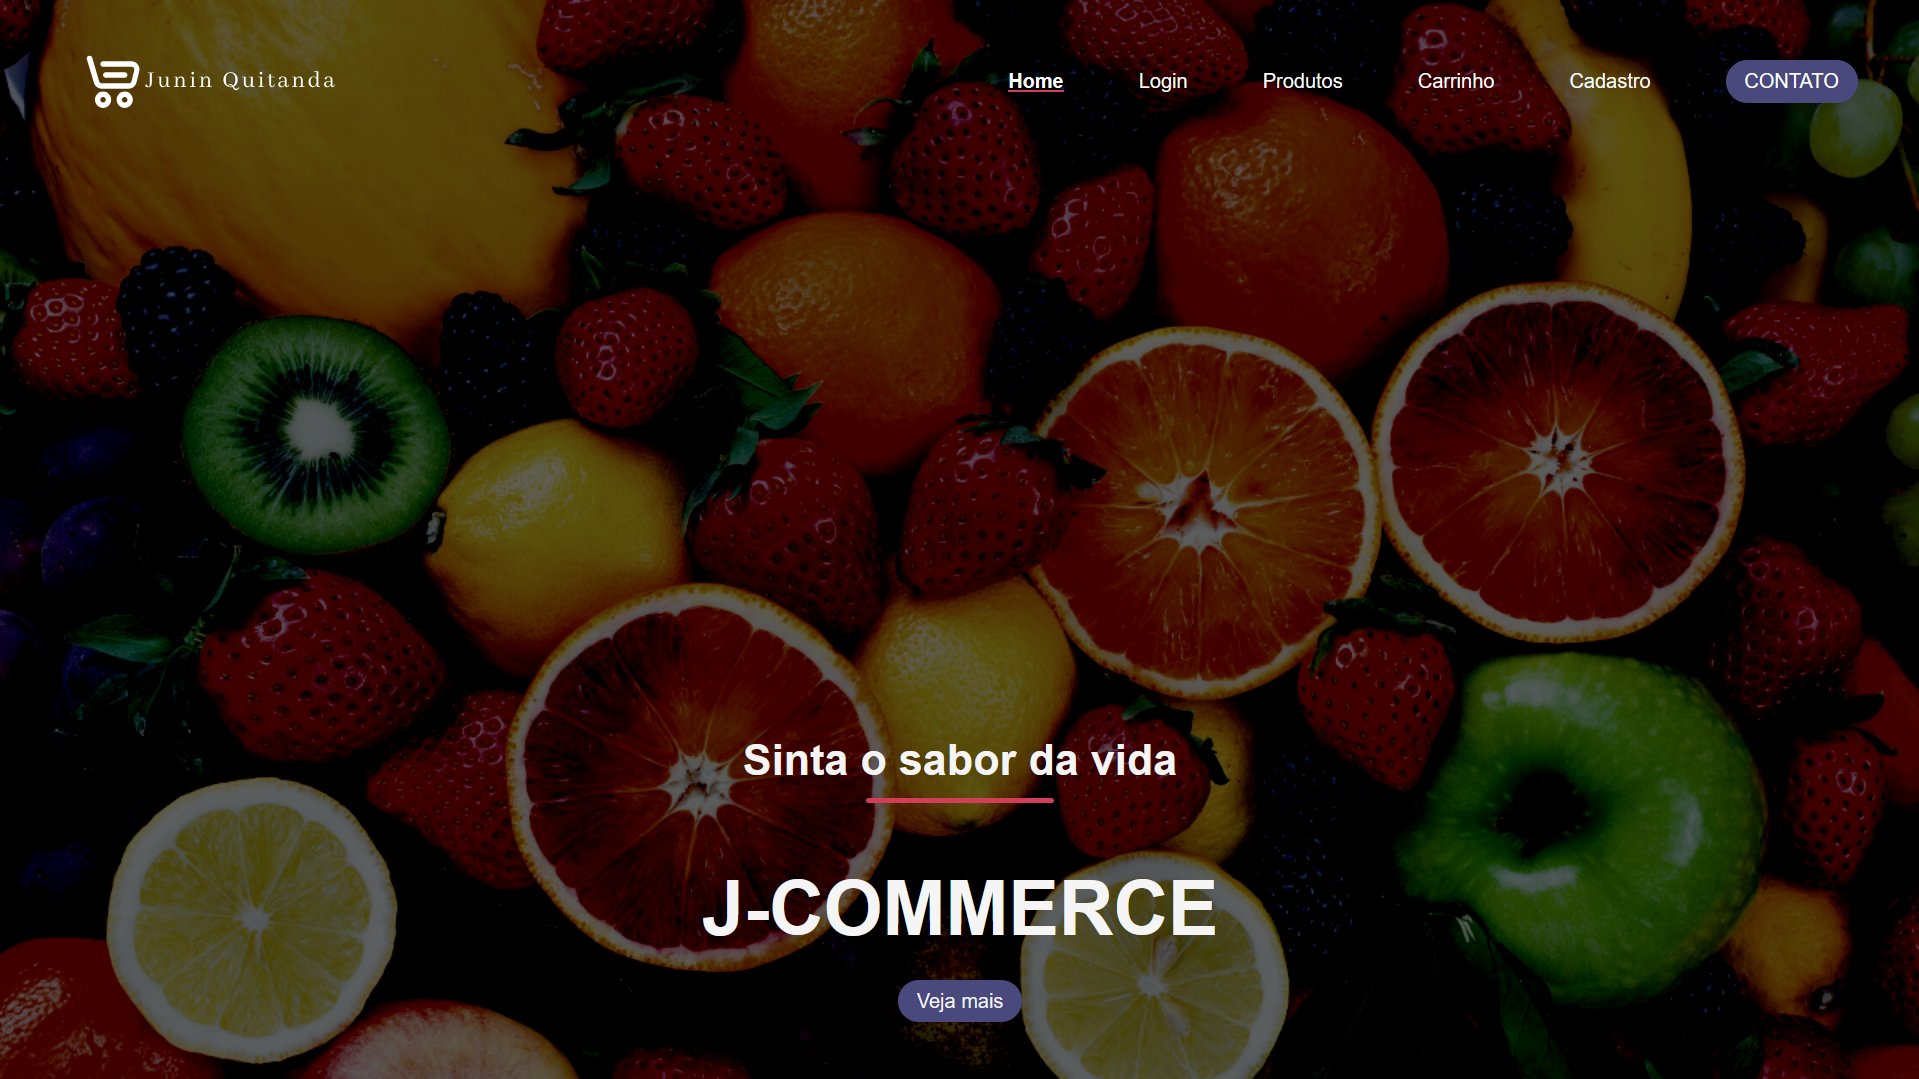 Junin Quitanda
Home
Login
Produtos
Carrinho
Cadastro
CONTATO
Sinta o sabor da vida
J-COMMERCE
Veja mais